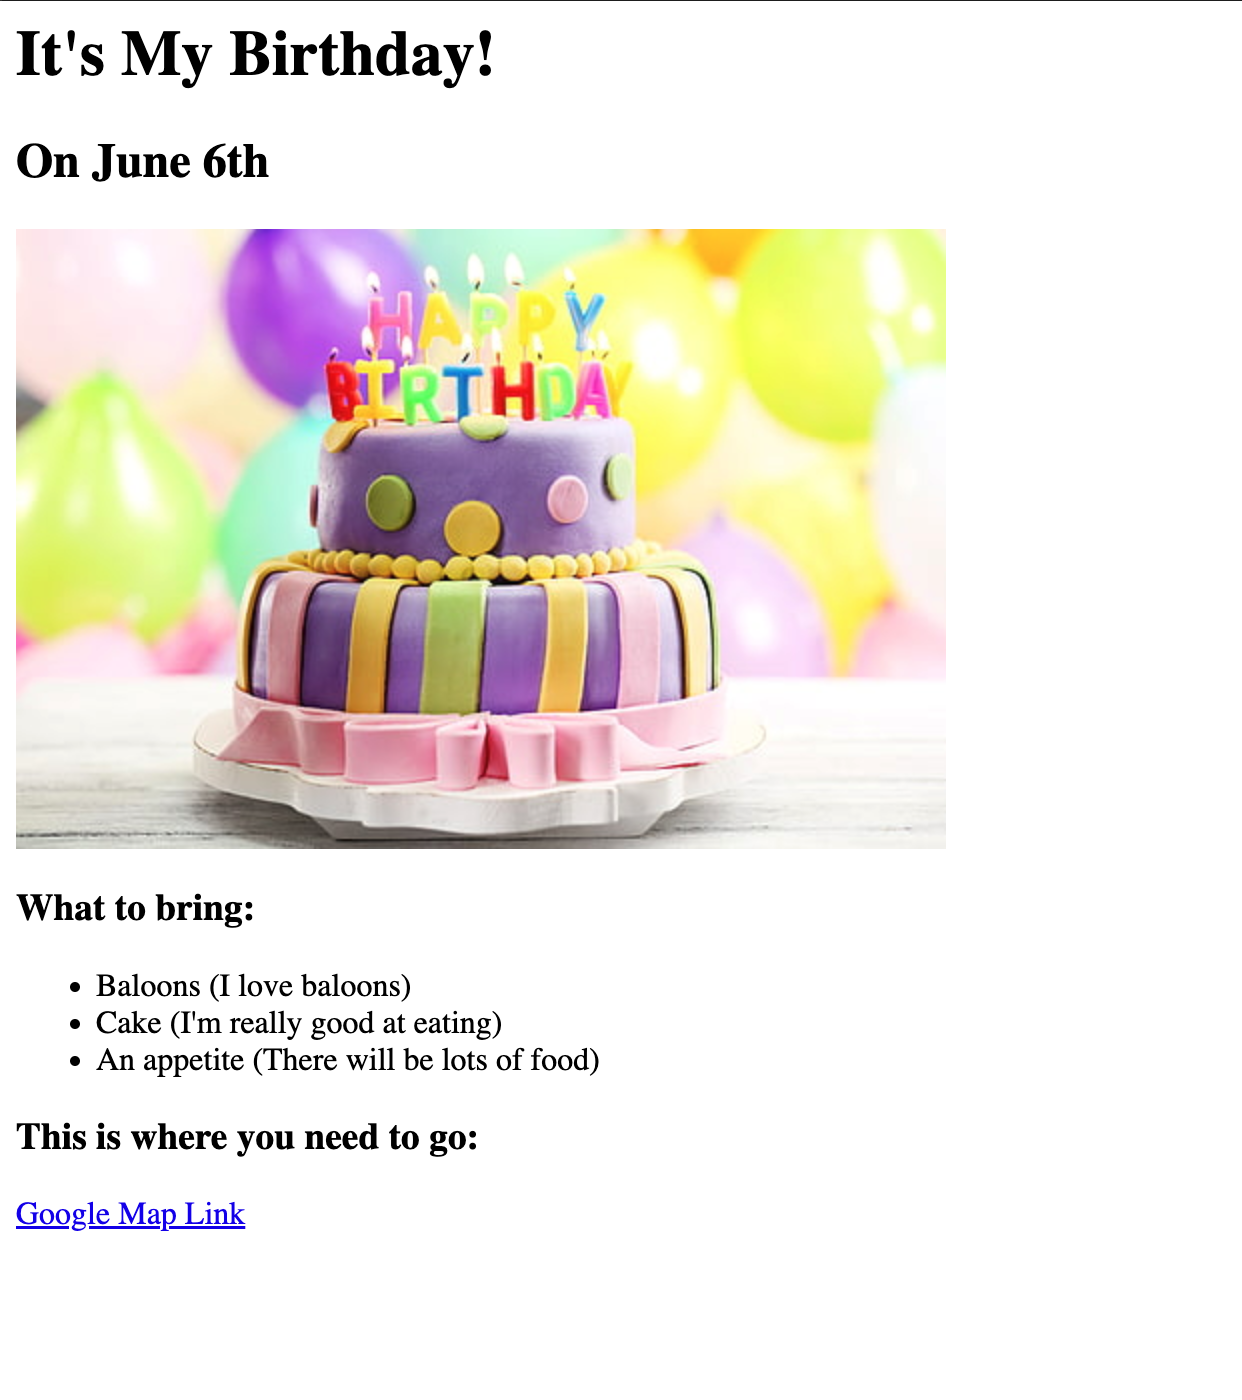 It's My Birthday!
On June 6th
HAPPY
BIRTHDAY
What to bring:
Baloons (I love baloons)
Cake (I'm really good at eating)
An appetite (There will be lots of food)
This is where you need to go:
Google Map Link